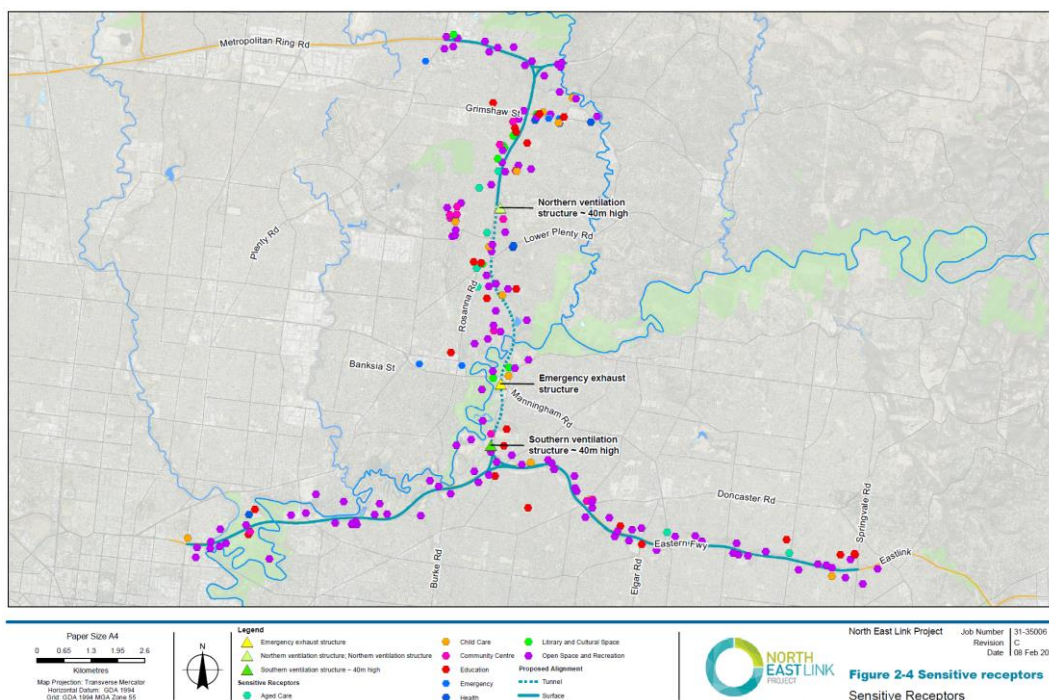 Metropolitan Ring Rd
Grimshaw St
Northern ventilation
structure ~ 40m high
Lower Plenty Rd
Plenty Rd
Rosanna Rd
Banksia St
Emergency exhaust
structure
Manningham Rd
Southern ventilation
structure ~ 40m high
Doncaster Rd
Springvale Rd
Burke Rd
Elgar Rd
Eastern Fwy
Eastlink
Paper Size A4
0 0.65 1.3 1.95 2.6
Kilometres
Map Projection: Transverse Mercator
Horizontal Datum: GDA 1994
Grid: GDA 1994 MGA Zone 55
N
Legend
Emergency exhaust structure
Northern ventilation structure; Northern ventilation structure
Southern ventilation structure ~ 40m high
Sensitive Receptors
Aged Care
Child Care
Community Centre
Education
Emergency
Health
Library and Cultural Space
Open Space and Recreation
Proposed Alignment
Tunnel
Surface
NORTH
EASTLINK
PROJECT
North East Link Project
Job Number 31-35006
Revision C
Date 08 Feb 20
Figure 2-4 Sensitive receptors
Sensitive Receptors